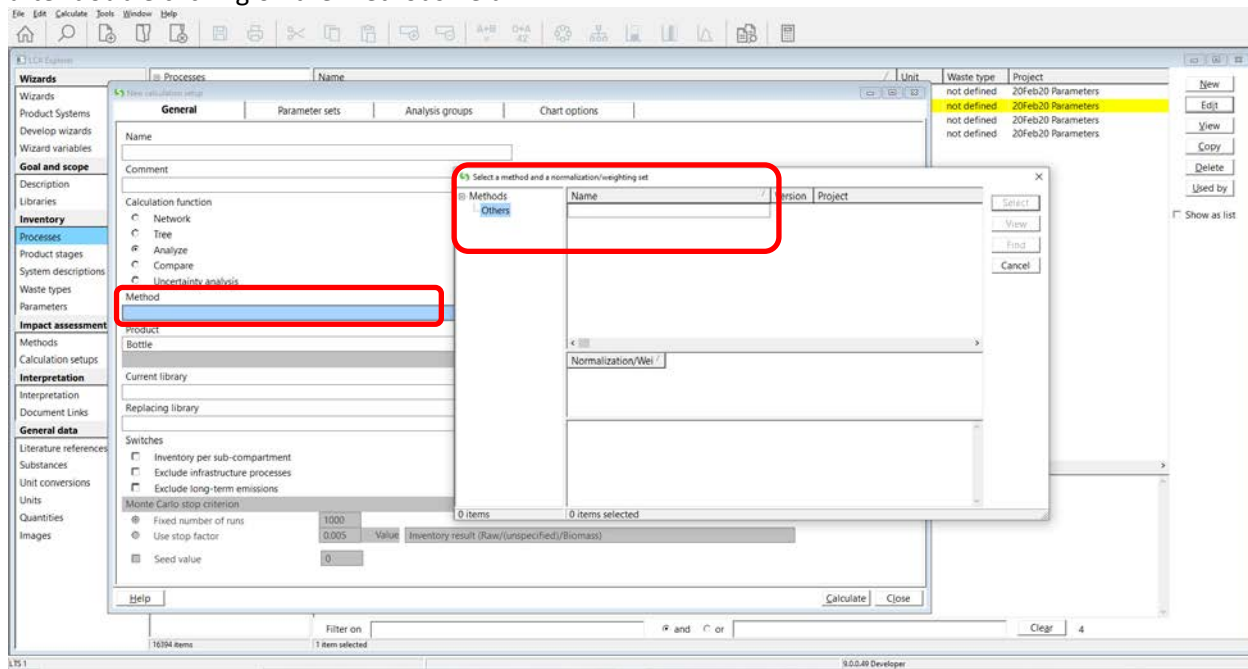 File Edit Calculate Tools Window Help
LCA Explorer
Wizards
Wizards
Product Systems
Develop wizards
Wizard variables
Goal and scope
Description
Libraries
Inventory
Processes
Product stages
System descriptions
Waste types
Parameters
Impact assessment
Methods
Calculation setups
Interpretation
Interpretation
Document Links
General data
Literature references
Substances
Unit conversions
Units
Quantities
Images
Processes Name Unit Waste type Project
not defined 20Feb20 Parameters
not defined 20Feb20 Parameters
not defined 20Feb20 Parameters
not defined 20Feb20 Parameters
New
Edit
View
Copy
Delete
Used by
Show as list
New calculation setup
General Parameter sets Analysis groups Chart options
Name
Comment
Calculation function
Network
Tree
Analyze
Compare
Uncertainty analysis
Method
Product
Bottle
Current library
Replacing library
Switches
Inventory per sub-compartment
Exclude infrastructure processes
Exclude long-term emissions
Monte Carlo stop criterion
Fixed number of runs 1000
Use stop factor 0.005 Value Inventory result (Raw/(unspecified)/Biomass)
Seed value 0
Help Calculate Close
Select a method and a normalization/weighting set
Methods
Others
Name Version Project
Select
View
Find
Cancel
Normalization/Wei
0 items 0 items selected
Filter on and or Clear 4
16394 items 1 item selected
LTS 1 9.0.0.49 Developer